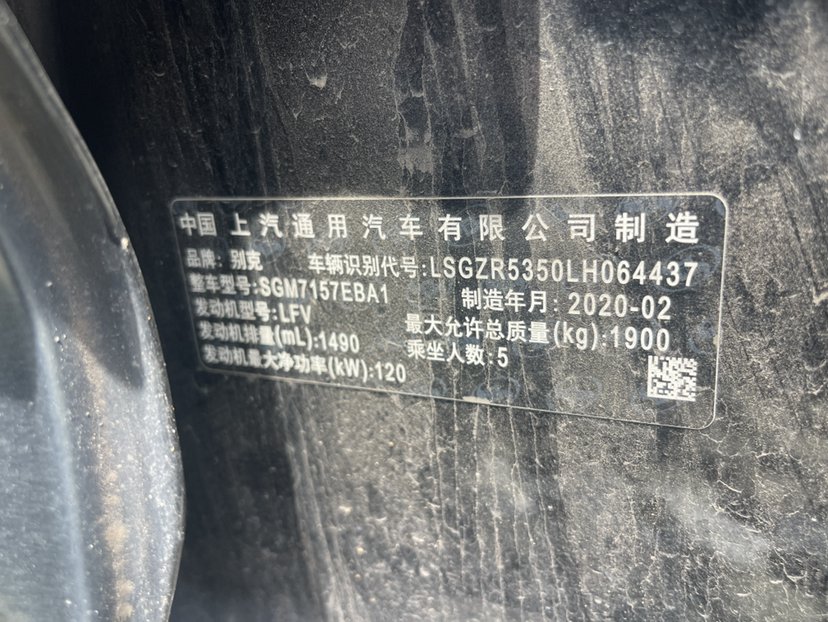 中国上汽通用汽车有限公司制造
品牌: 别克 车辆识别代号:LSGZR5350LH064437
整车型号:SGM7157EBA1 制造年月: 2020-02
发动机型号:LFV 最大允许总质量(kg):1900
发动机排量(mL):1490 乘坐人数:5
发动机最大净功率(kW):120